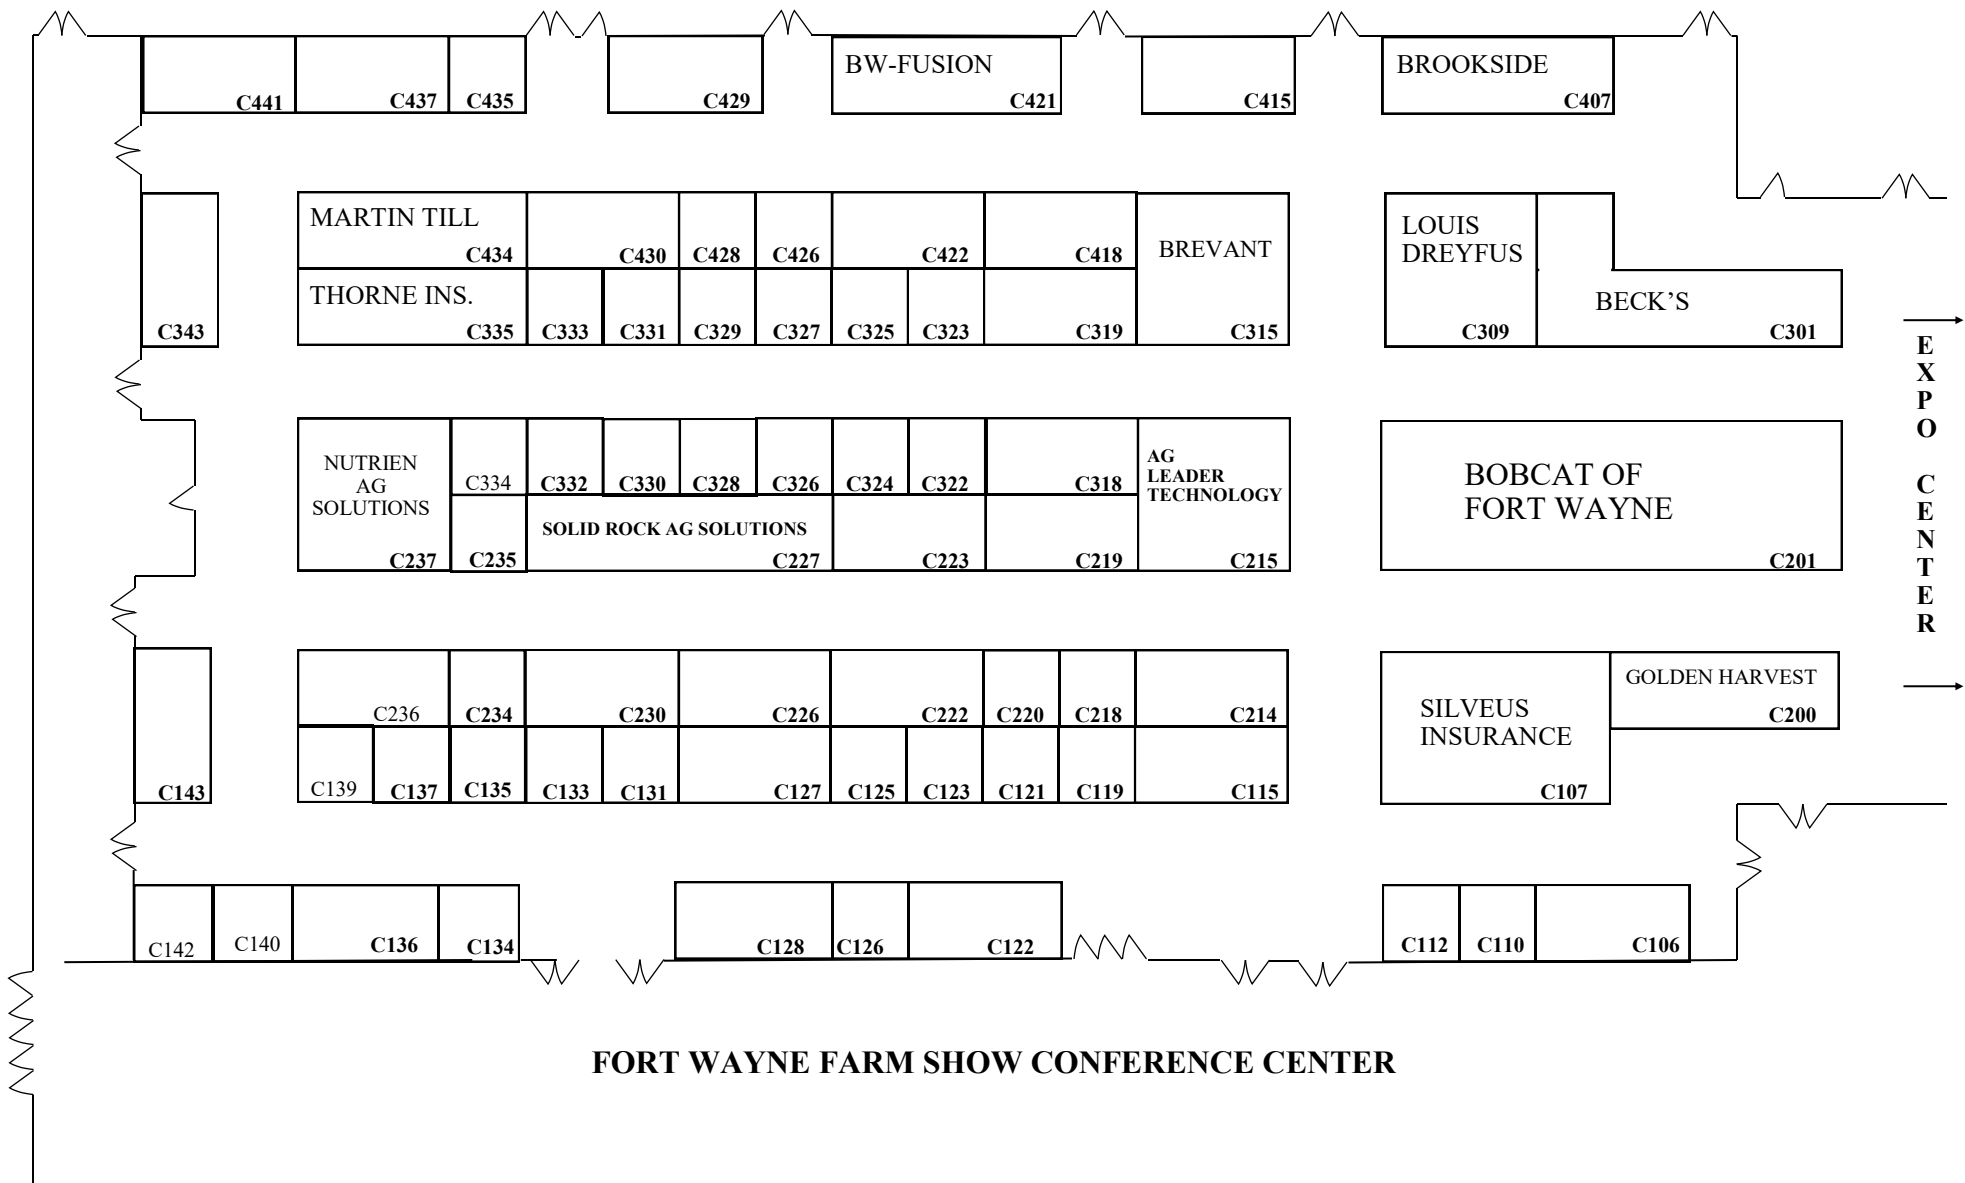 BW-FUSION
BROOKSIDE
C441
C437
C435
C429
C421
C415
C407
MARTIN TILL
C434
C430
C428
C426
C422
C418
BREVANT
C315
LOUIS
DREYFUS
C309
BECK'S
C301
THORNE INS.
C335
C333
C331
C329
C327
C325
C323
C319
C343
NUTRIEN
AG
SOLUTIONS
C237
C334
C332
C330
C328
C326
C324
C322
C318
AG
LEADER
TECHNOLOGY
C215
C235
SOLID ROCK AG SOLUTIONS
C227
C223
C219
BOBCAT OF
FORT WAYNE
C201
EXPO CENTER
C236
C234
C230
C226
C222
C220
C218
C214
SILVEUS
INSURANCE
C107
GOLDEN HARVEST
C200
C143
C139
C137
C135
C133
C131
C127
C125
C123
C121
C119
C115
C142
C140
C136
C134
C128
C126
C122
C112
C110
C106
FORT WAYNE FARM SHOW CONFERENCE CENTER